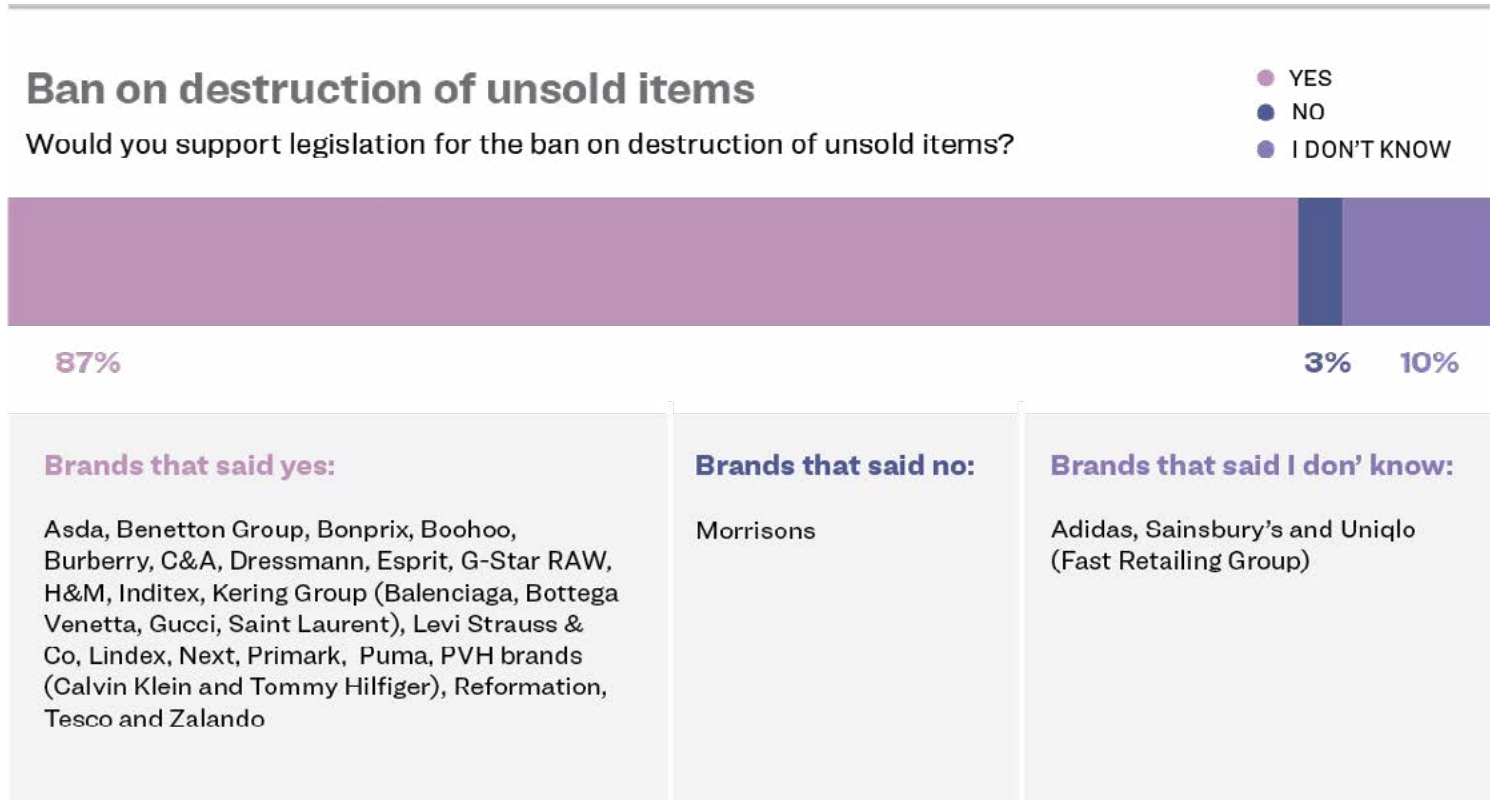 Ban on destruction of unsold items
Would you support legislation for the ban on destruction of unsold items?
YES
NO
I DON'T KNOW
87%
3%
10%
Brands that said yes:
Asda, Benetton Group, Bonprix, Boohoo,
Burberry, C&A, Dressmann, Esprit, G-Star RAW,
H&M, Inditex, Kering Group (Balenciaga, Bottega
Venetta, Gucci, Saint Laurent), Levi Strauss &
Co, Lindex, Next, Primark, Puma, PVH brands
(Calvin Klein and Tommy Hilfiger), Reformation,
Tesco and Zalando
Brands that said no:
Morrisons
Brands that said I don' know:
Adidas, Sainsbury's and Uniqlo
(Fast Retailing Group)